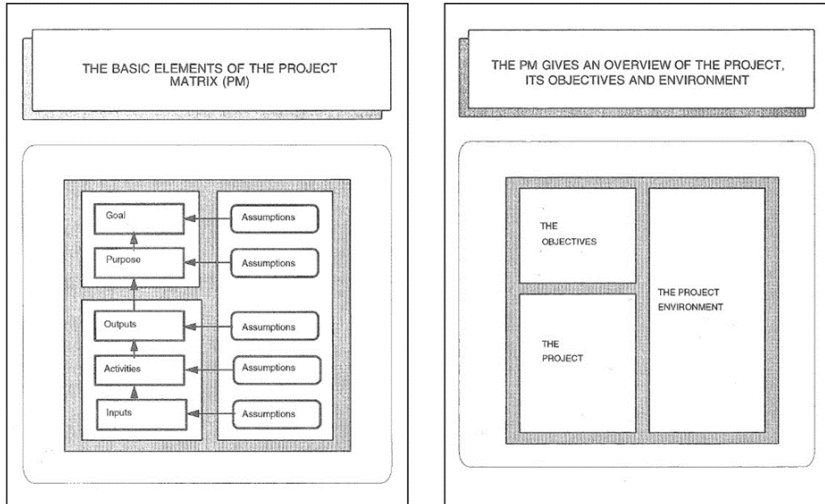 THE BASIC ELEMENTS OF THE PROJECT
MATRIX (PM)
Goal
Assumptions
Purpose
Assumptions
Outputs
Assumptions
Activities
Assumptions
Inputs
Assumptions
THE PM GIVES AN OVERVIEW OF THE PROJECT,
ITS OBJECTIVES AND ENVIRONMENT
THE
OBJECTIVES
THE PROJECT
ENVIRONMENT
THE
PROJECT